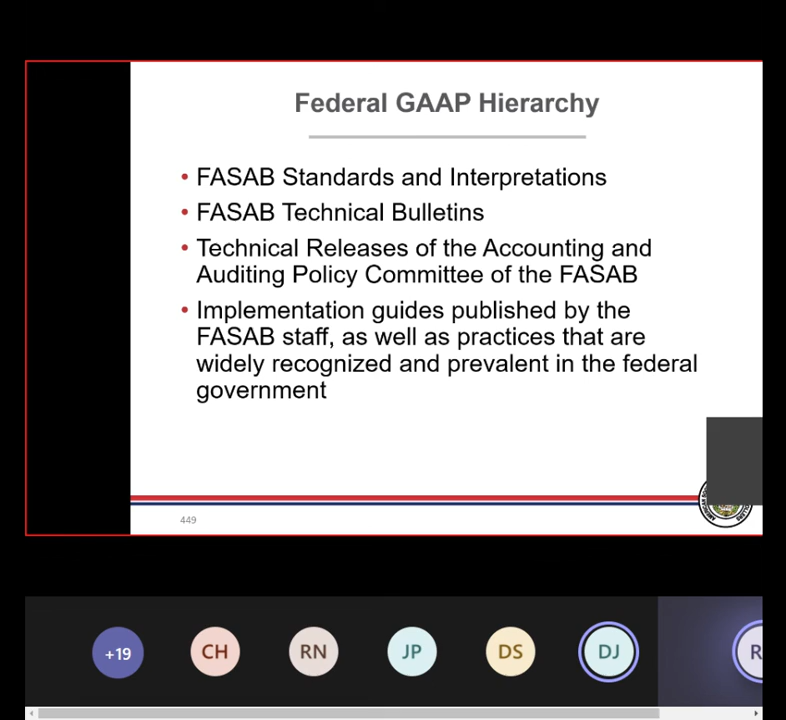 Federal GAAP Hierarchy
• FASAB Standards and Interpretations
• FASAB Technical Bulletins
• Technical Releases of the Accounting and
Auditing Policy Committee of the FASAB
• Implementation guides published by the
FASAB staff, as well as practices that are
widely recognized and prevalent in the federal
government
449
+19
CH
RN
JP
DS
DJ
R